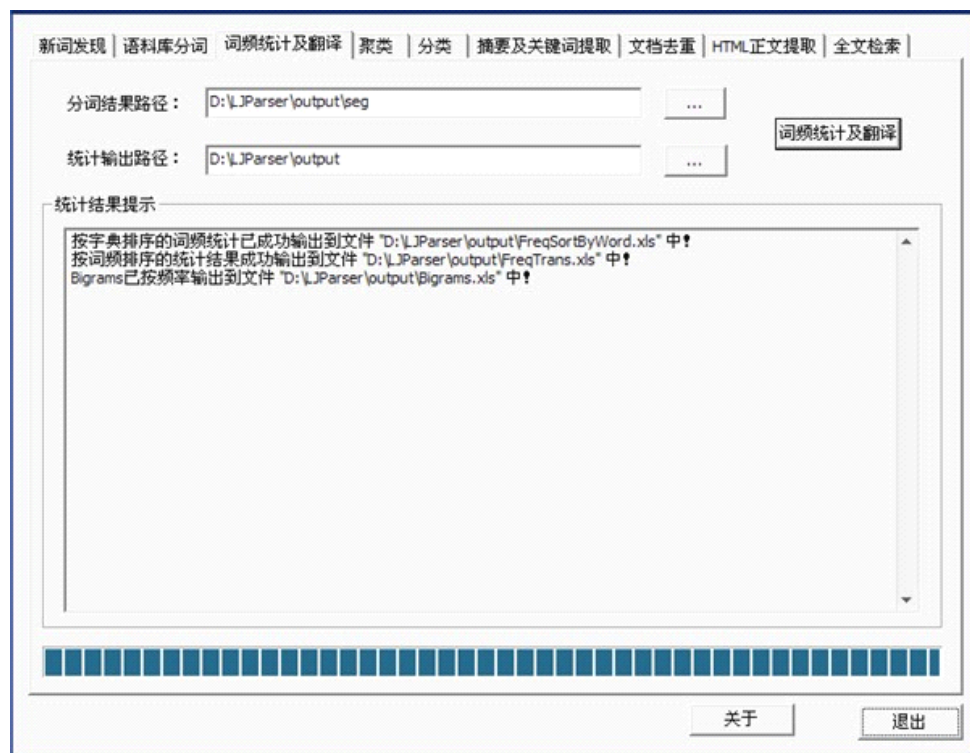 新词发现 语料库分词 词频统计及翻译 聚类 分类 摘要及关键词提取 文档去重 HTML正文提取 全文检索
分词结果路径： D:\LJParser\output\seg ...
词频统计及翻译
统计输出路径： D:\LJParser\output ...
统计结果提示
按字典排序的词频统计已成功输出到文件 "D:\LJParser\output\FreqSortByWord.xls" 中！
按词频排序的统计结果成功输出到文件 "D:\LJParser\output\FreqTrans.xls" 中！
Bigrams已按频率输出到文件 "D:\LJParser\output\Bigrams.xls" 中！
关于 退出